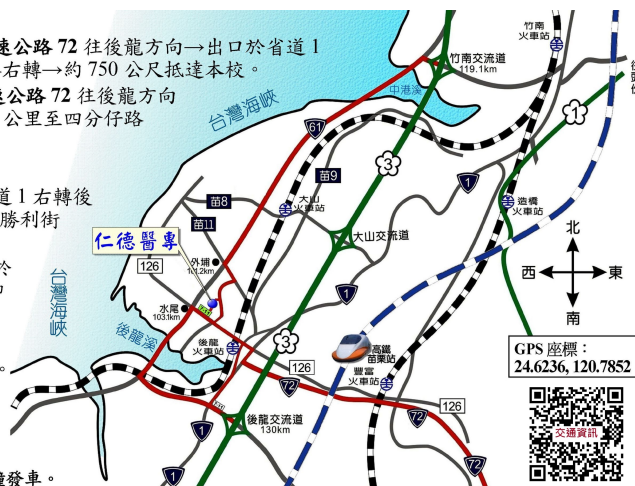 速公路 72 往後龍方向→出口於省道 1
右轉→約 750 公尺抵達本校。
公路 72 往後龍方向
公里至四分仔路
道 1 右轉後
勝利街
於
。
發車。
竹南
火車站
竹南交流道
119.1km
中港溪
台灣海峽
61
苗9
3
1
1
苗8
大山
火車站
造橋
火車站
苗11
大山交流道
仁德醫專
北
西
東
南
126
外埔
1
台灣海峽
水尾
103.1km
後龍溪
後龍
火車站
3
高鐵
苗栗站
豐富
火車站
126
72
126
GPS 座標：
24.6236, 120.7852
交通資訊
後龍交流道
130km
1
72
1